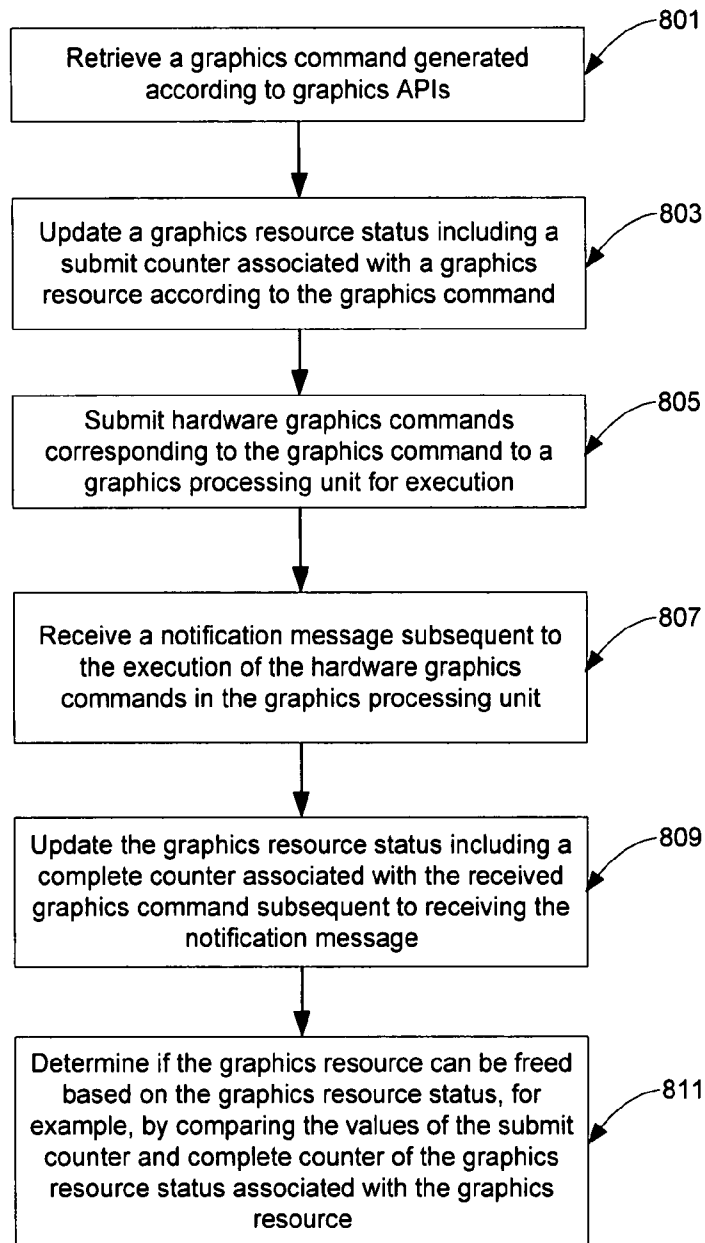 801
Retrieve a graphics command generated
according to graphics APIs
803
Update a graphics resource status including a
submit counter associated with a graphics
resource according to the graphics command
805
Submit hardware graphics commands
corresponding to the graphics command to a
graphics processing unit for execution
807
Receive a notification message subsequent to
the execution of the hardware graphics
commands in the graphics processing unit
809
Update the graphics resource status including a
complete counter associated with the received
graphics command subsequent to receiving the
notification message
811
Determine if the graphics resource can be freed
based on the graphics resource status, for
example, by comparing the values of the submit
counter and complete counter of the graphics
resource status associated with the graphics
resource